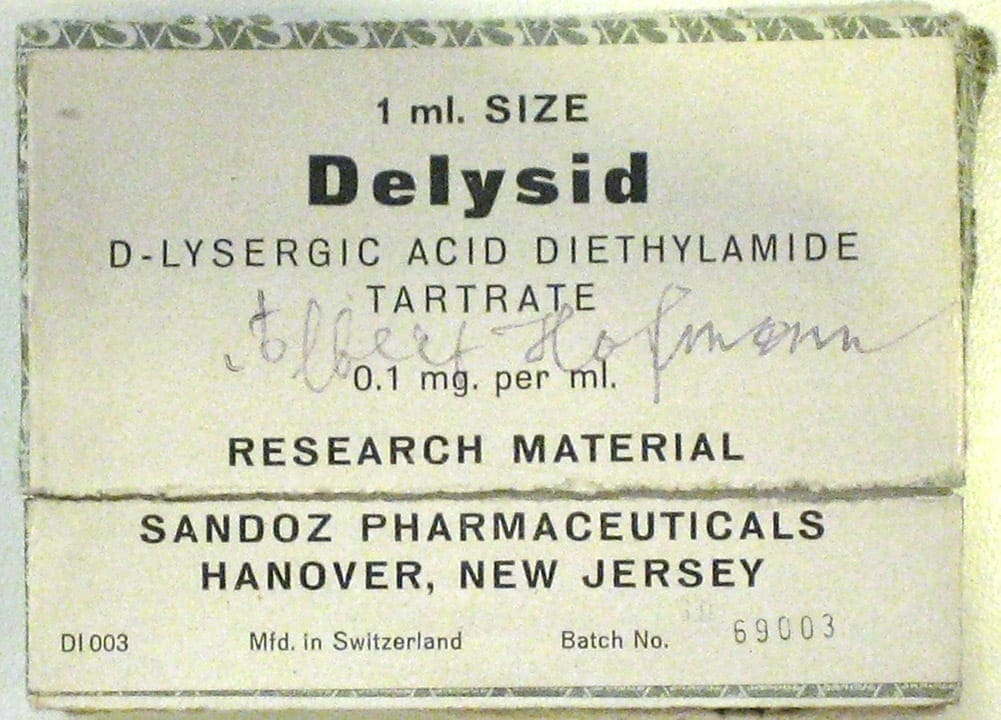 1 ml. SIZE
Delysid
D-LYSERGIC ACID DIETHYLAMIDE
TARTRATE
Albert Hofmann
0.1 mg. per ml.
RESEARCH MATERIAL
SANDOZ PHARMACEUTICALS
HANOVER, NEW JERSEY
DI 003 Mfd. in Switzerland Batch No. 69003